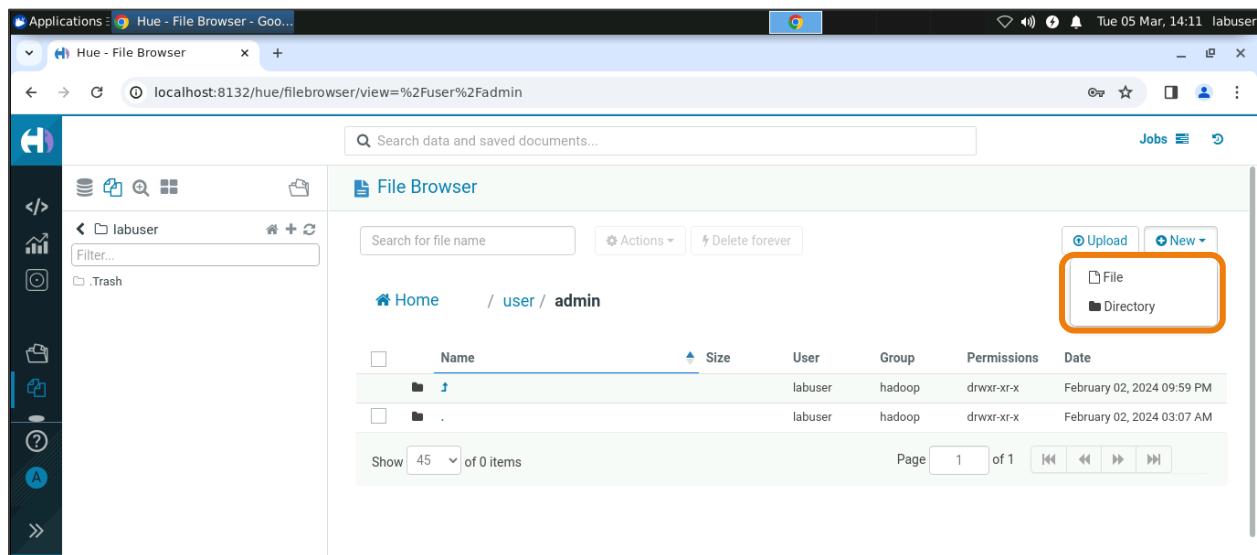 Applications Hue - File Browser - Goo... Tue 05 Mar, 14:11 labuser
Hue - File Browser × +
localhost:8132/hue/filebrowser/view=%2Fuser%2Fadmin
Search data and saved documents...
Jobs
File Browser
labuser
Filter...
.Trash
Search for file name Actions Delete forever Upload New
File
Directory
Home / user / admin
Name Size User Group Permissions Date
labuser hadoop drwxr-xr-x February 02, 2024 09:59 PM
. labuser hadoop drwxr-xr-x February 02, 2024 03:07 AM
Show 45 of 0 items Page 1 of 1
A